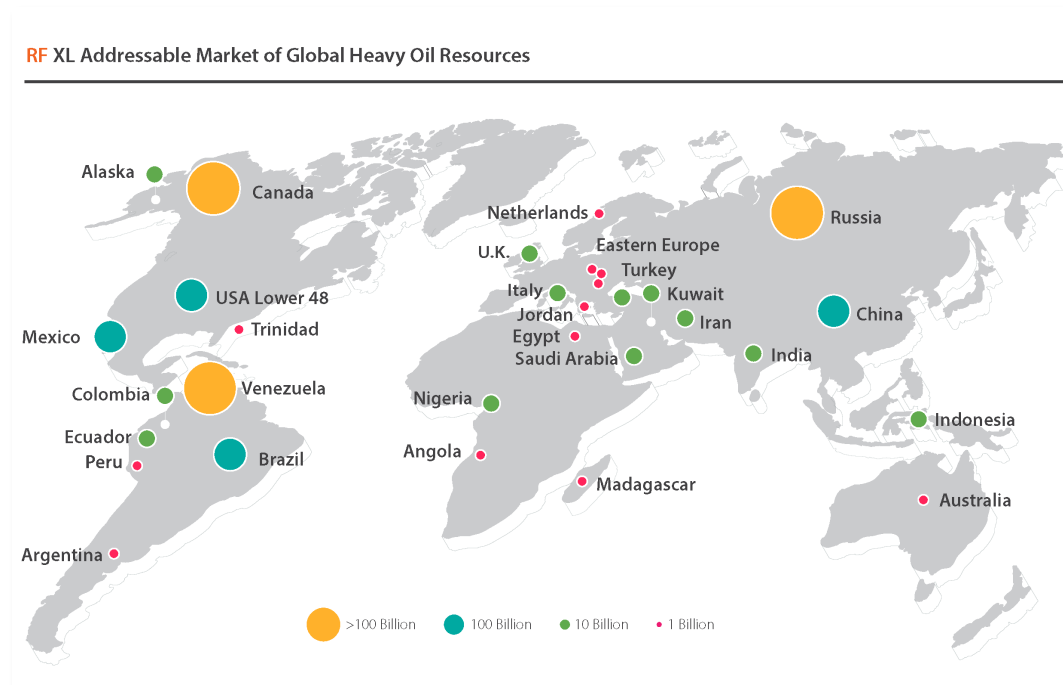 RF XL Addressable Market of Global Heavy Oil Resources
Alaska
Canada
Netherlands
Russia
Eastern Europe
U.K.
Turkey
Italy
Kuwait
USA Lower 48
Jordan
China
Iran
Trinidad
Mexico
Egypt
Saudi Arabia
India
Venezuela
Colombia
Nigeria
Indonesia
Ecuador
Angola
Brazil
Peru
Madagascar
Australia
Argentina
>100 Billion
100 Billion
10 Billion
1 Billion